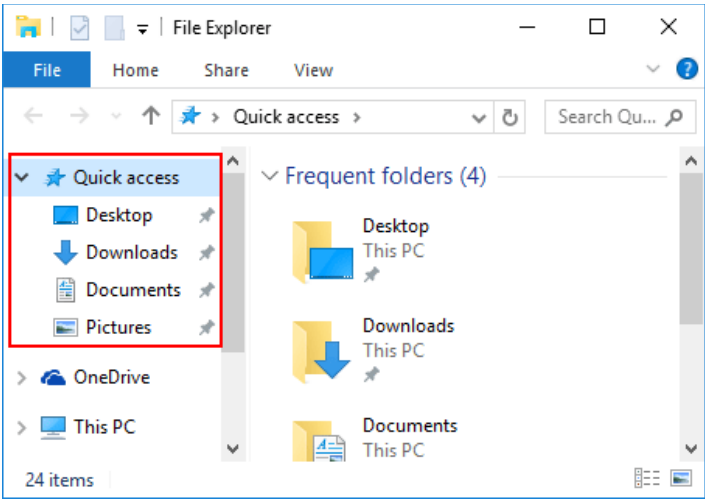 File Explorer
File Home Share View
Quick access
Search Qu...
Quick access
Desktop
Downloads
Documents
Pictures
OneDrive
This PC
Frequent folders (4)
Desktop
This PC
Downloads
This PC
Documents
This PC
24 items